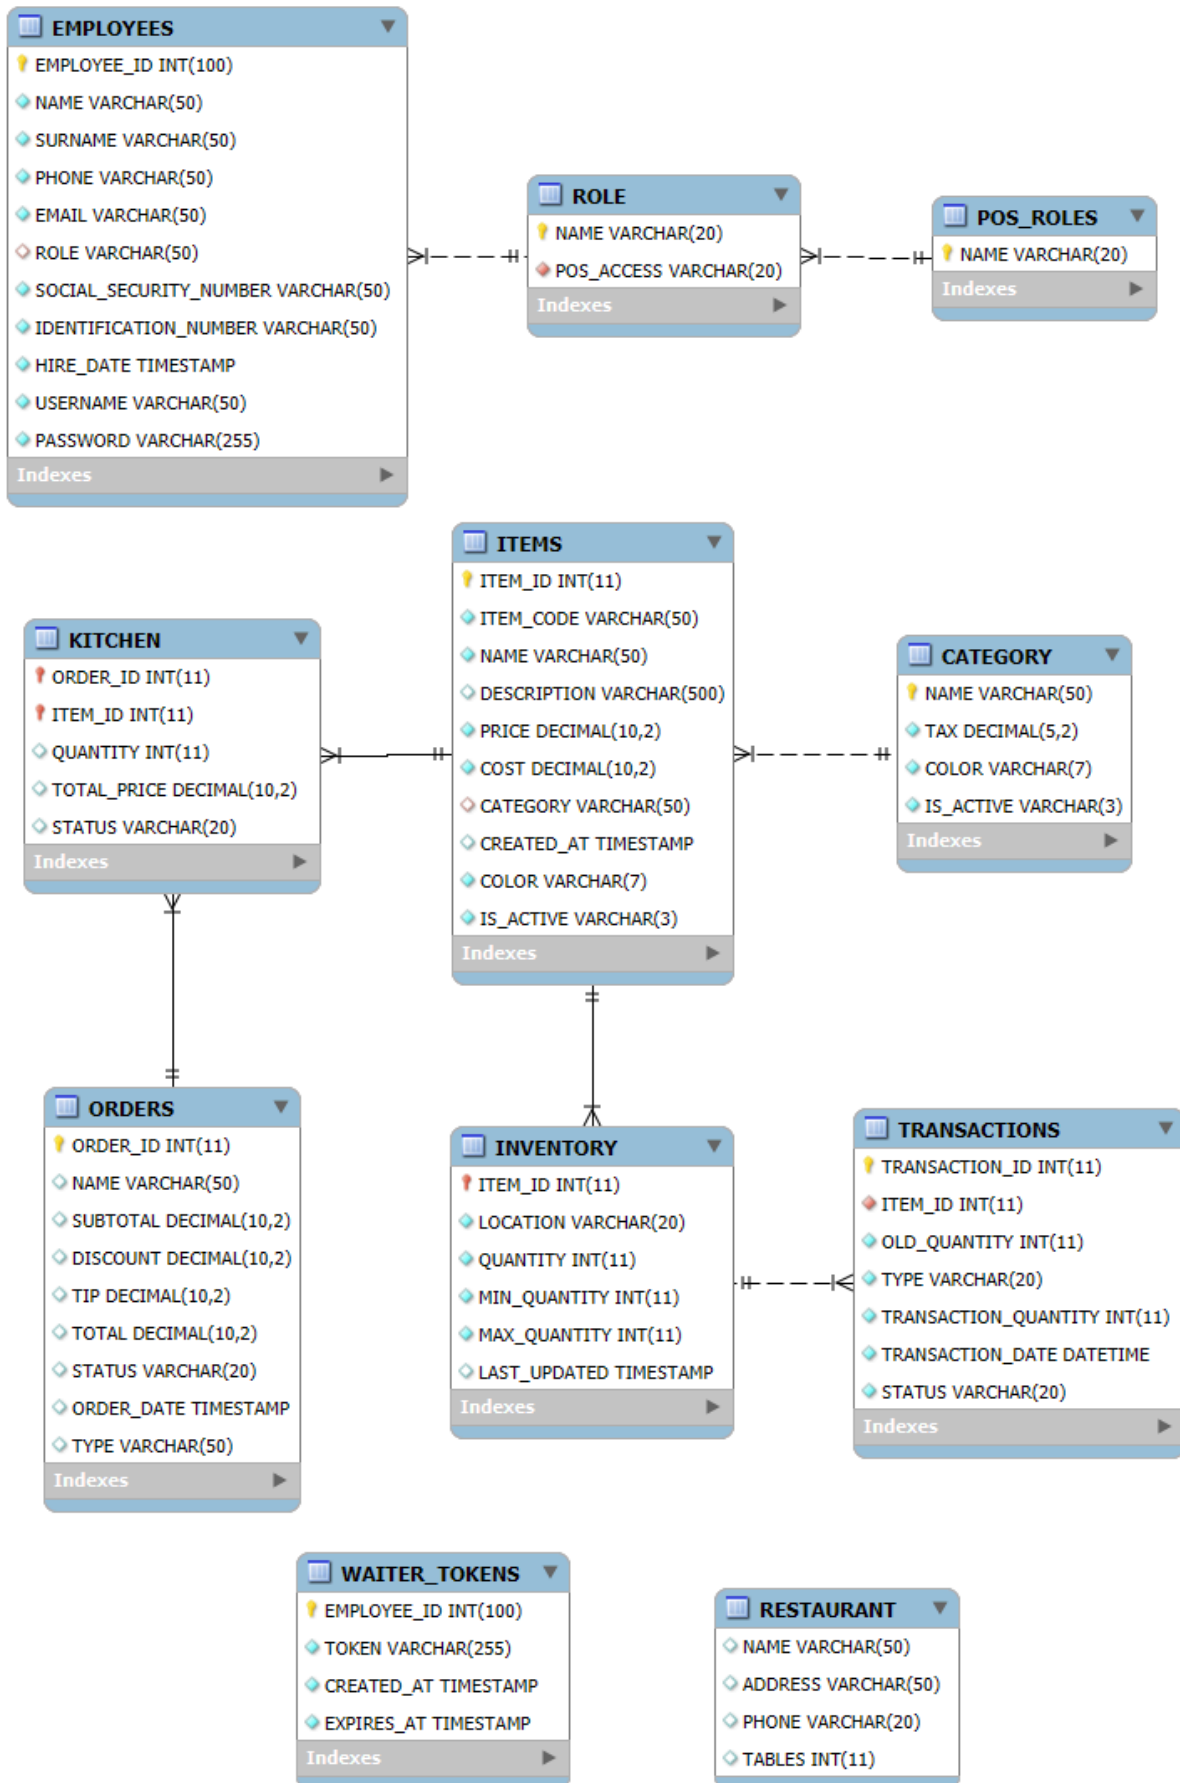 EMPLOYEES
EMPLOYEE_ID INT(100)
NAME VARCHAR(50)
SURNAME VARCHAR(50)
PHONE VARCHAR(50)
EMAIL VARCHAR(50)
ROLE VARCHAR(50)
SOCIAL_SECURITY_NUMBER VARCHAR(50)
IDENTIFICATION_NUMBER VARCHAR(50)
HIRE_DATE TIMESTAMP
USERNAME VARCHAR(50)
PASSWORD VARCHAR(255)
Indexes
ROLE
NAME VARCHAR(20)
POS_ACCESS VARCHAR(20)
Indexes
POS_ROLES
NAME VARCHAR(20)
Indexes
KITCHEN
ORDER_ID INT(11)
ITEM_ID INT(11)
QUANTITY INT(11)
TOTAL_PRICE DECIMAL(10,2)
STATUS VARCHAR(20)
Indexes
ITEMS
ITEM_ID INT(11)
ITEM_CODE VARCHAR(50)
NAME VARCHAR(50)
DESCRIPTION VARCHAR(500)
PRICE DECIMAL(10,2)
COST DECIMAL(10,2)
CATEGORY VARCHAR(50)
CREATED_AT TIMESTAMP
COLOR VARCHAR(7)
IS_ACTIVE VARCHAR(3)
Indexes
CATEGORY
NAME VARCHAR(50)
TAX DECIMAL(5,2)
COLOR VARCHAR(7)
IS_ACTIVE VARCHAR(3)
Indexes
ORDERS
ORDER_ID INT(11)
NAME VARCHAR(50)
SUBTOTAL DECIMAL(10,2)
DISCOUNT DECIMAL(10,2)
TIP DECIMAL(10,2)
TOTAL DECIMAL(10,2)
STATUS VARCHAR(20)
ORDER_DATE TIMESTAMP
TYPE VARCHAR(50)
Indexes
INVENTORY
ITEM_ID INT(11)
LOCATION VARCHAR(20)
QUANTITY INT(11)
MIN_QUANTITY INT(11)
MAX_QUANTITY INT(11)
LAST_UPDATED TIMESTAMP
Indexes
TRANSACTIONS
TRANSACTION_ID INT(11)
ITEM_ID INT(11)
OLD_QUANTITY INT(11)
TYPE VARCHAR(20)
TRANSACTION_QUANTITY INT(11)
TRANSACTION_DATE DATETIME
STATUS VARCHAR(20)
Indexes
WAITER_TOKENS
EMPLOYEE_ID INT(100)
TOKEN VARCHAR(255)
CREATED_AT TIMESTAMP
EXPIRES_AT TIMESTAMP
Indexes
RESTAURANT
NAME VARCHAR(50)
ADDRESS VARCHAR(50)
PHONE VARCHAR(20)
TABLES INT(11)